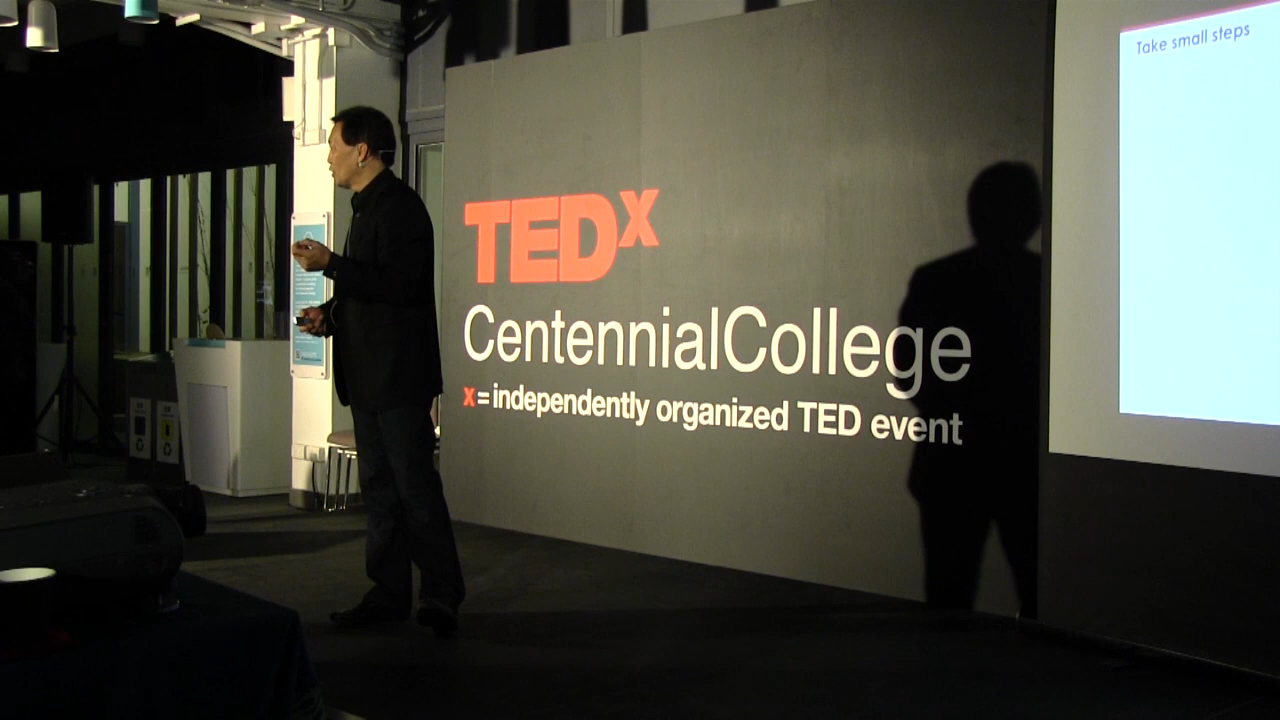 Take small steps
TEDx
CentennialCollege
x=independently organized TED event